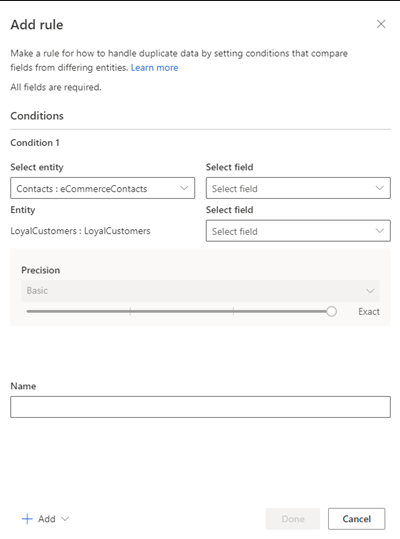 Add rule
Make a rule for how to handle duplicate data by setting conditions that compare
fields from differing entities. Learn more
All fields are required.
Conditions
Condition 1
Select entity Select field
Contacts : eCommerceContacts Select field
Entity Select field
LoyalCustomers : LoyalCustomers Select field
Precision
Basic
Exact
Name
Add Done Cancel